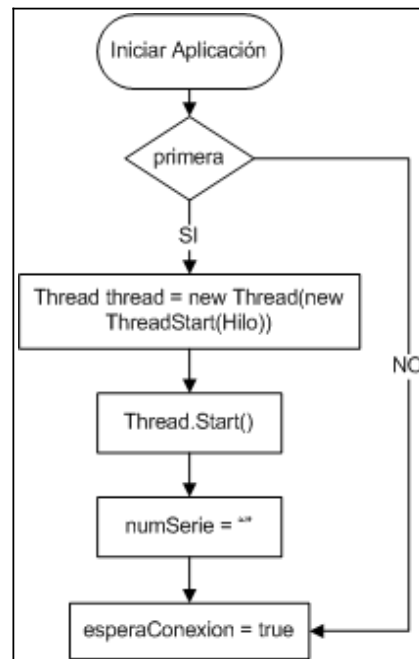 Iniciar Aplicación
primera
SI
Thread thread = new Thread(new
ThreadStart(Hilo))
NO
Thread.Start()
numSerie = “”
esperaConexion = true